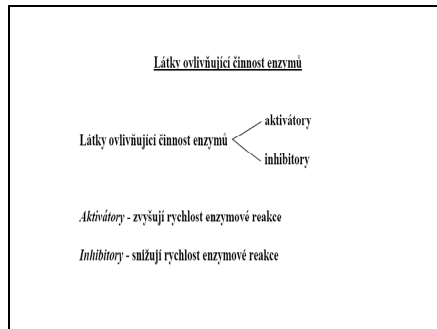 Látky ovlivňující činnost enzymů
aktivátory
Látky ovlivňující činnost enzymů
inhibitory
Aktivátory - zvyšují rychlost enzymové reakce
Inhibitory - snižují rychlost enzymové reakce